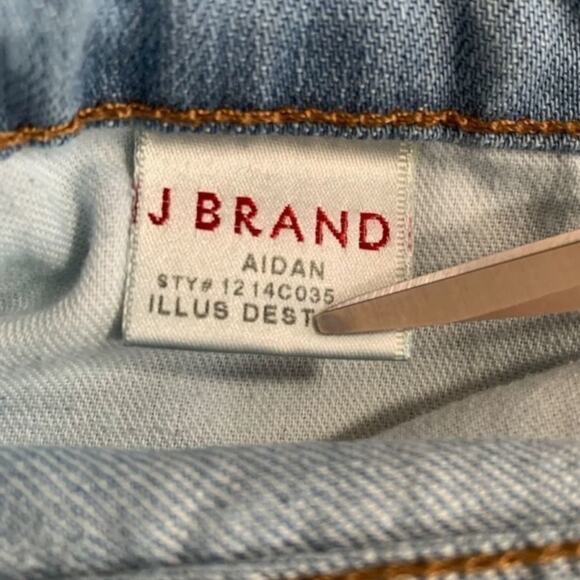 J BRAND
AIDAN
STY# 1214C035
ILLUS DEST